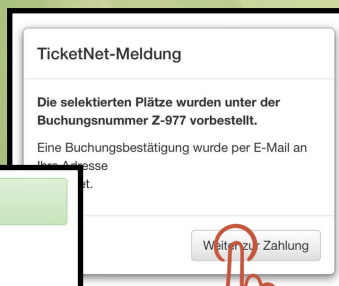 TicketNet-Meldung
Die selektierten Plätze wurden unter der
Buchungsnummer Z-977 vorbestellt.
Eine Buchungsbestätigung wurde per E-Mail an
Ihre Adresse
et.
Weiter zur Zahlung